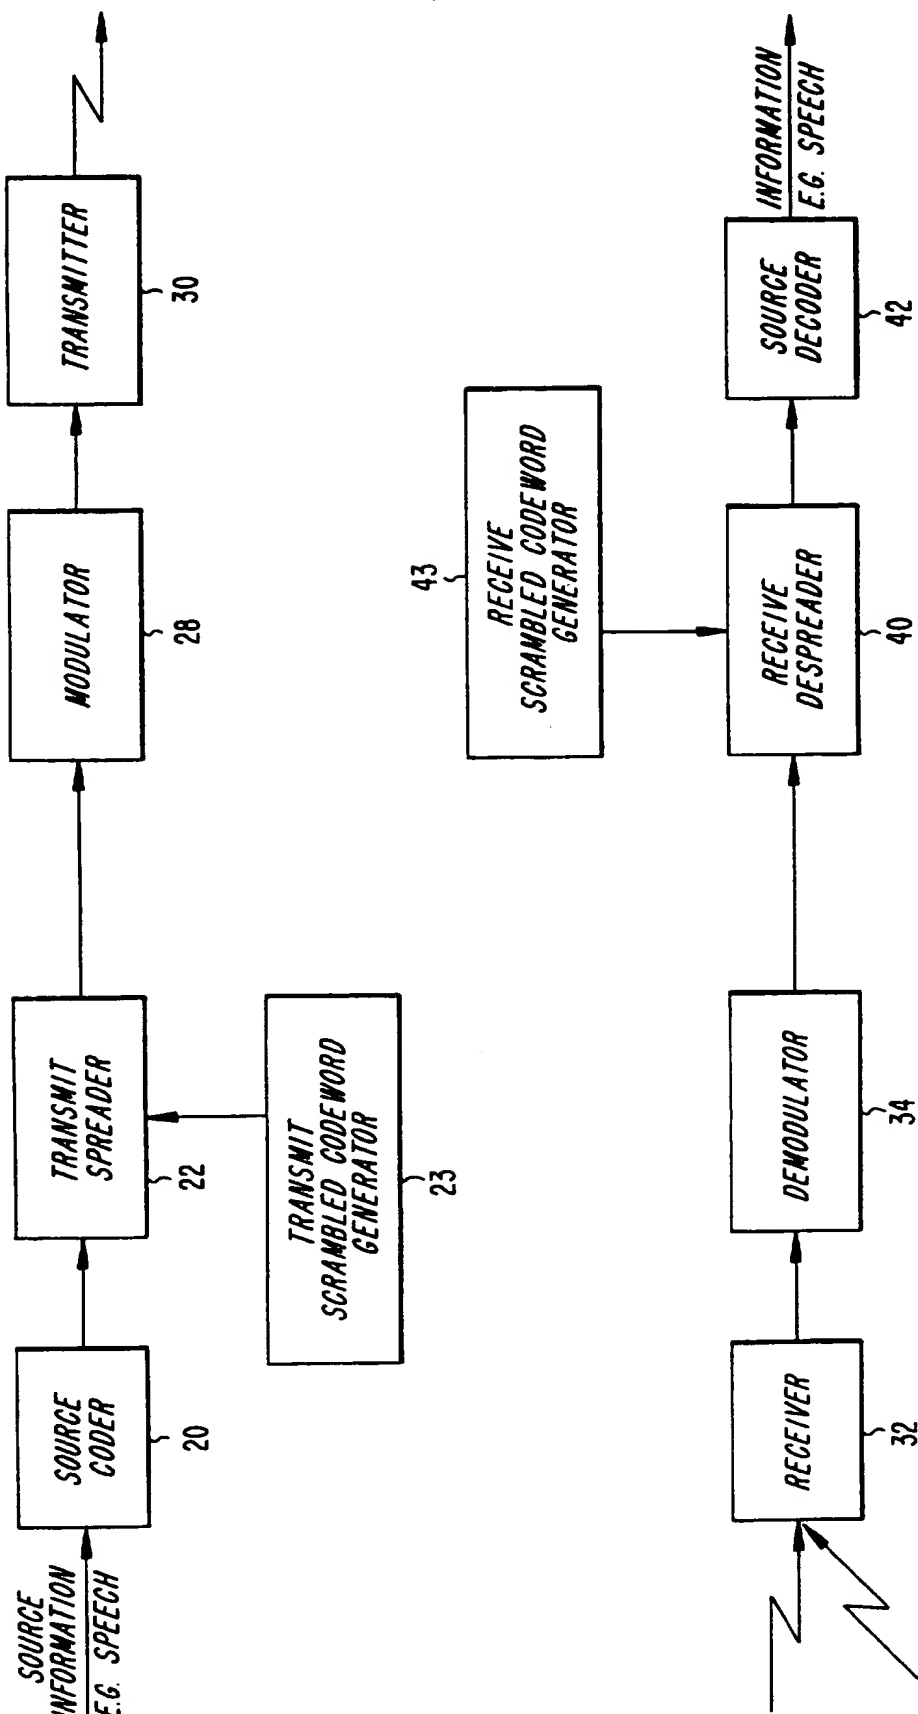 SOURCE
INFORMATION
E.G. SPEECH
SOURCE
CODER
20
TRANSMIT
SPREADER
22
TRANSMIT
SCRAMBLED CODEWORD
GENERATOR
23
MODULATOR
28
TRANSMITTER
30
RECEIVER
32
DEMODULATOR
34
RECEIVE
SCRAMBLED CODEWORD
GENERATOR
43
RECEIVE
DESPREADER
40
SOURCE
DECODER
42
INFORMATION
E.G. SPEECH